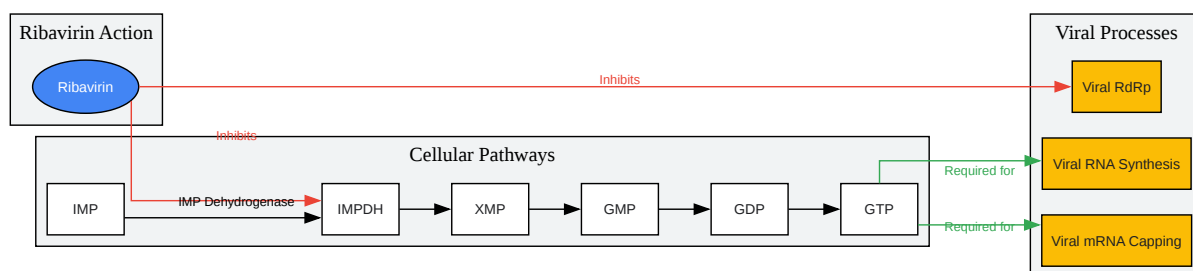 Ribavirin Action
Viral Processes
Ribavirin
Inhibits
Viral RdRp
Inhibits
Cellular Pathways
Viral RNA Synthesis
Required for
IMP
IMP Dehydrogenase
IMPDH
XMP
GMP
GDP
GTP
Required for
Viral mRNA Capping